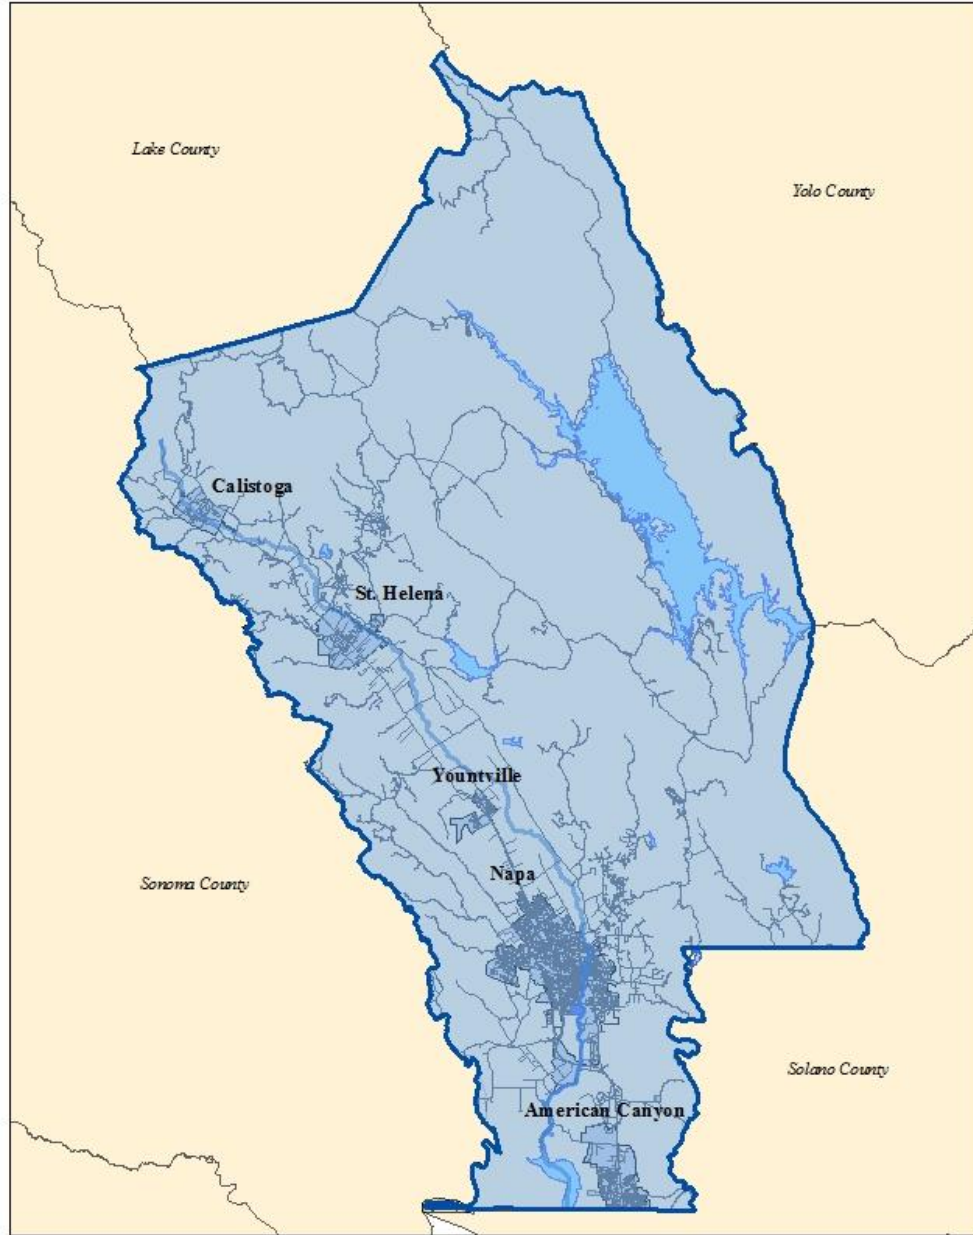 Lake County
Yolo County
Calistoga
St. Helena
Yountville
Napa
Sonoma County
Solano County
American Canyon